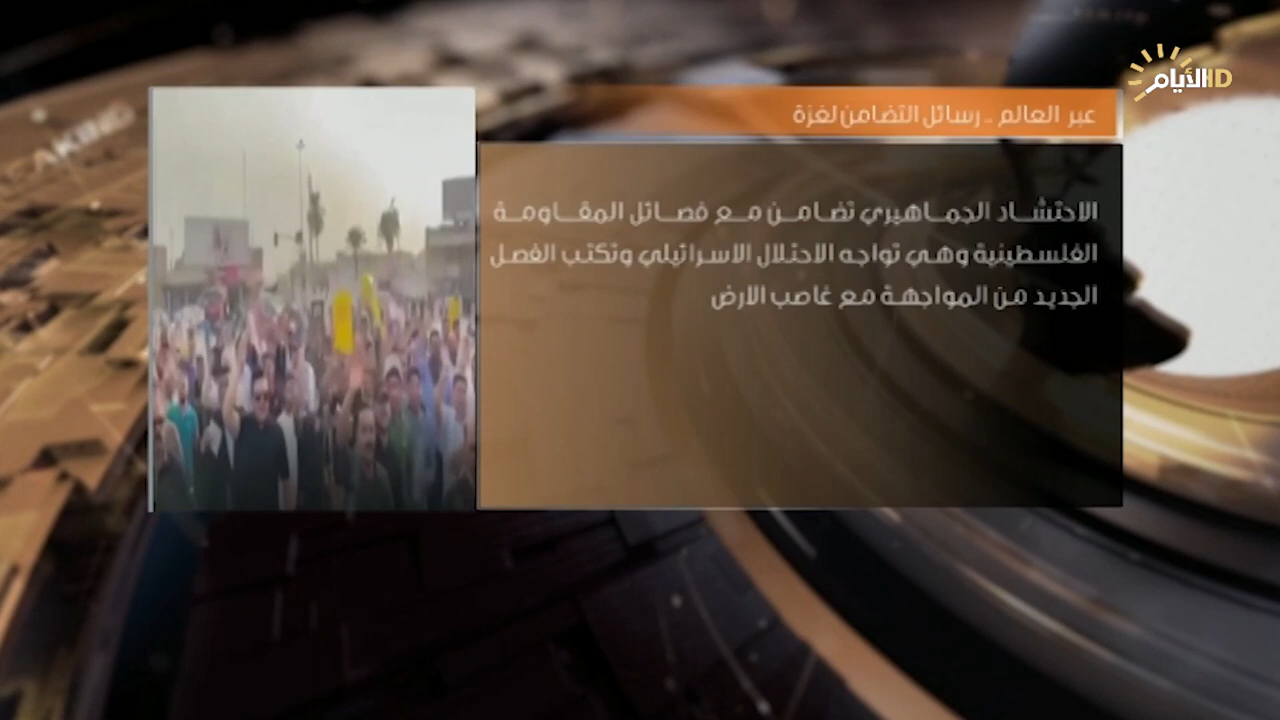 الأيام HD
عبر العالم .. رسائل التضامن لغزة
الاحتشاد الجماهيري تضامن مع فصائل المقاومة
الفلسطينية وهي تواجه الاحتلال الاسرائيلي وتكتب الفصل
الجديد من المواجهة مع غاصب الارض